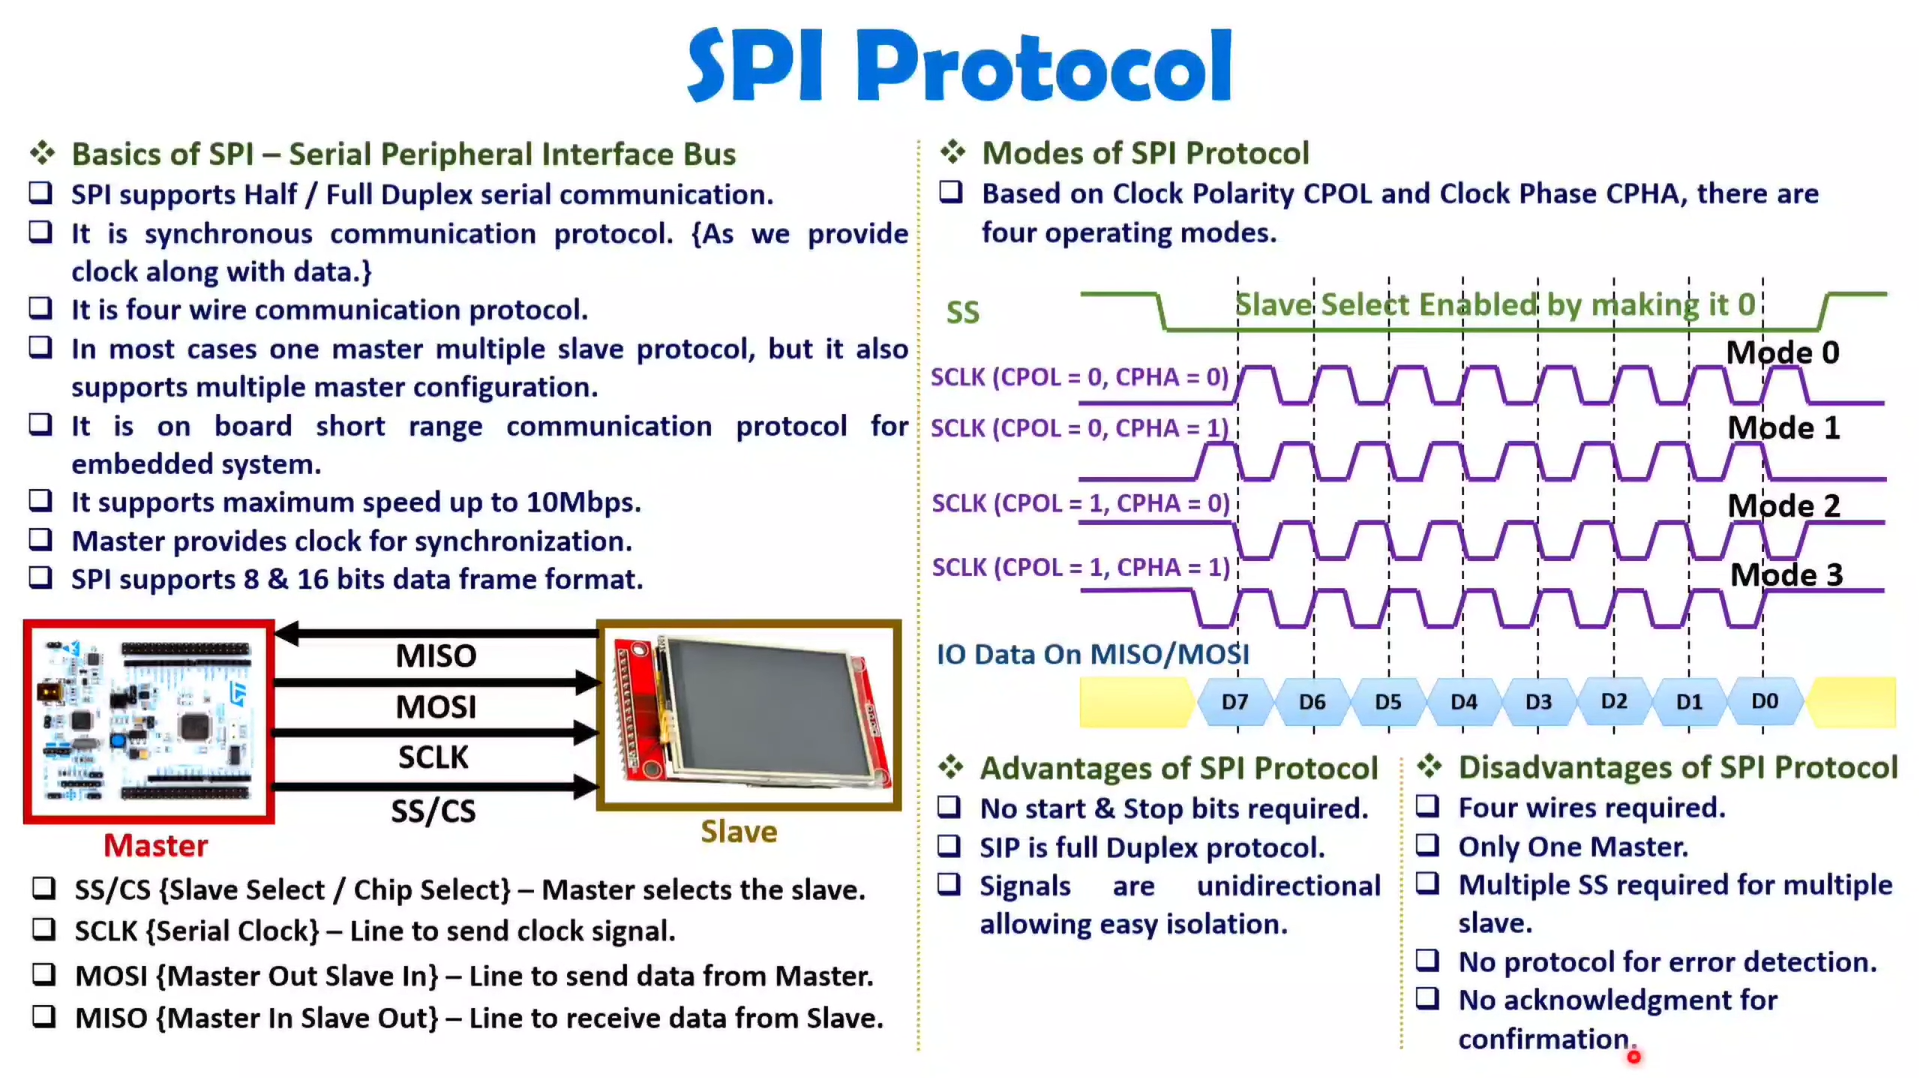 SPI Protocol
Basics of SPI – Serial Peripheral Interface Bus
SPI supports Half / Full Duplex serial communication.
It is synchronous communication protocol. {As we provide
clock along with data.}
It is four wire communication protocol.
In most cases one master multiple slave protocol, but it also
supports multiple master configuration.
It is on board short range communication protocol for
embedded system.
It supports maximum speed up to 10Mbps.
Master provides clock for synchronization.
SPI supports 8 & 16 bits data frame format.
MISO
MOSI
SCLK
SS/CS
Master
Slave
SS/CS {Slave Select / Chip Select} – Master selects the slave.
SCLK {Serial Clock} – Line to send clock signal.
MOSI {Master Out Slave In} – Line to send data from Master.
MISO {Master In Slave Out} – Line to receive data from Slave.
Modes of SPI Protocol
Based on Clock Polarity CPOL and Clock Phase CPHA, there are
four operating modes.
SS
Slave Select Enabled by making it 0
Mode 0
SCLK (CPOL = 0, CPHA = 0)
Mode 1
SCLK (CPOL = 0, CPHA = 1)
Mode 2
SCLK (CPOL = 1, CPHA = 0)
Mode 3
SCLK (CPOL = 1, CPHA = 1)
IO Data On MISO/MOSI
D7 D6 D5 D4 D3 D2 D1 D0
Advantages of SPI Protocol
No start & Stop bits required.
SIP is full Duplex protocol.
Signals are unidirectional
allowing easy isolation.
Disadvantages of SPI Protocol
Four wires required.
Only One Master.
Multiple SS required for multiple
slave.
No protocol for error detection.
No acknowledgment for
confirmation.